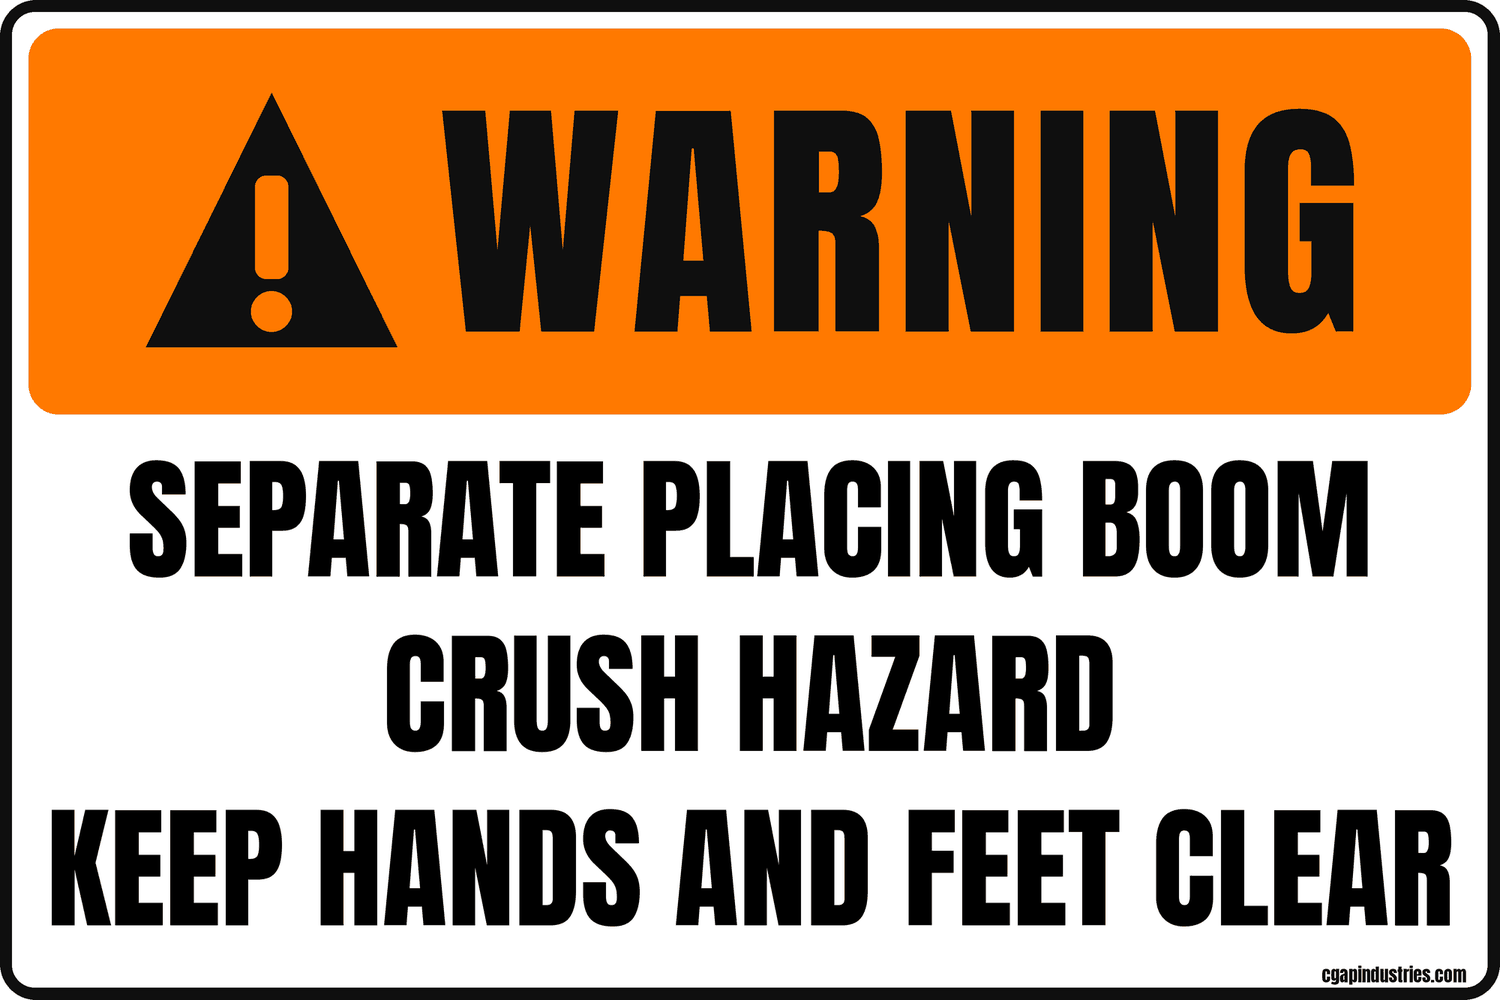 WARNING
SEPARATE PLACING BOOM
CRUSH HAZARD
KEEP HANDS AND FEET CLEAR
cgapindustries.com